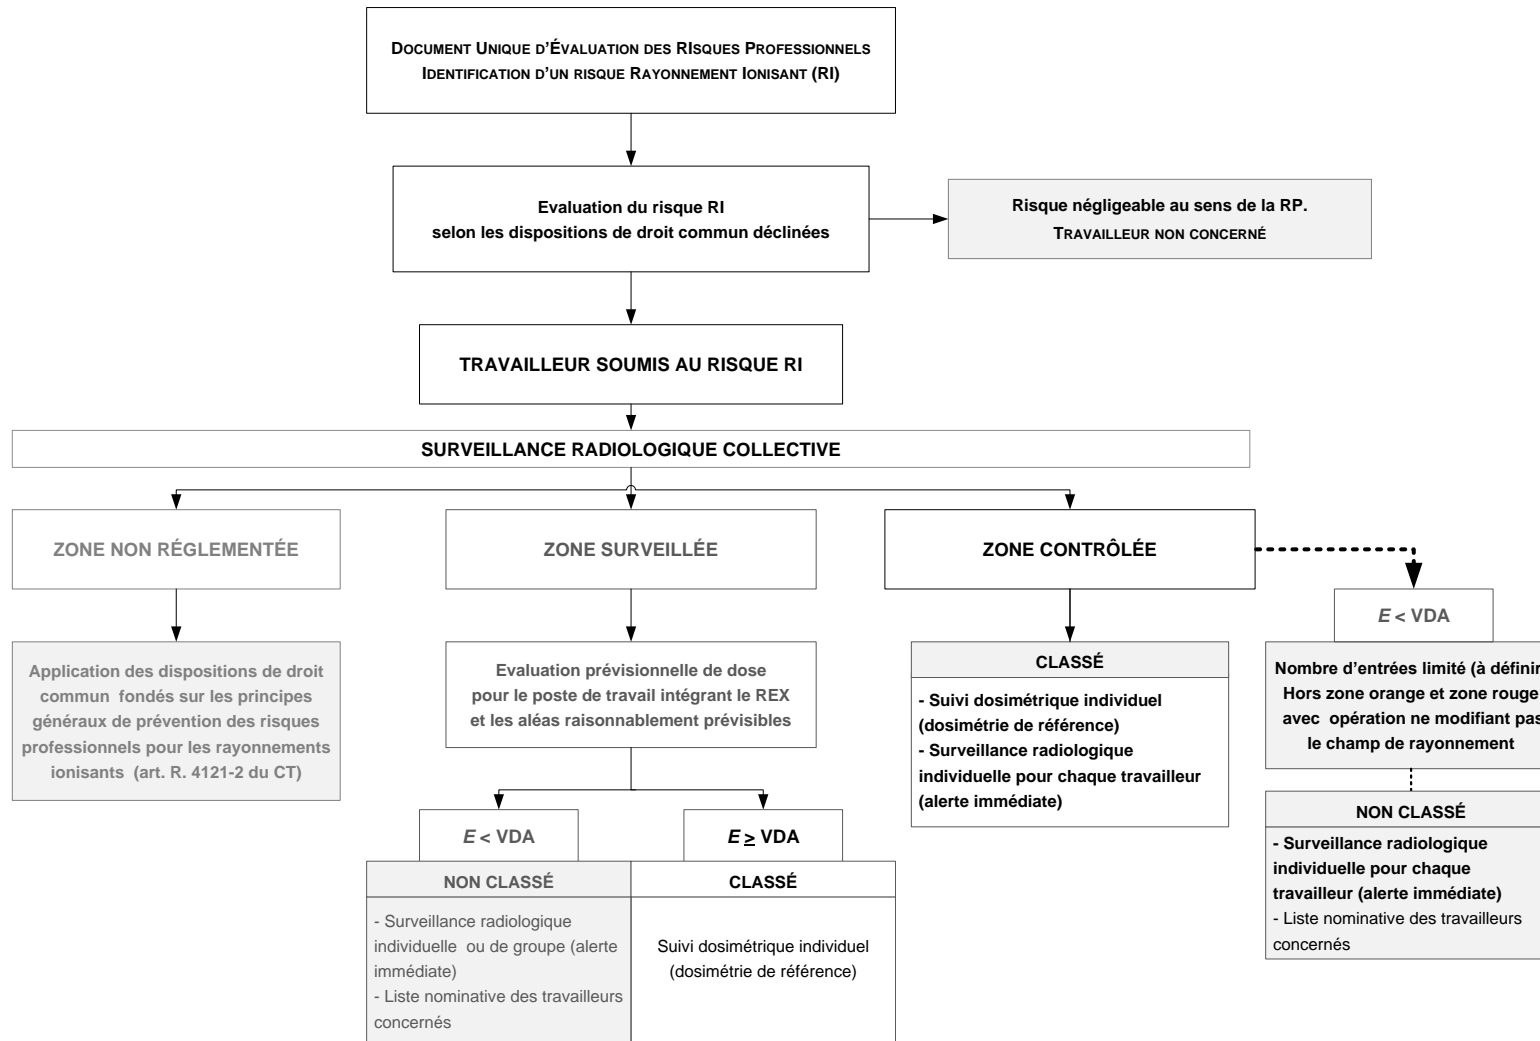 DOCUMENT UNIQUE D'ÉVALUATION DES RISQUES PROFESSIONNELS
IDENTIFICATION D'UN RISQUE RAYONNEMENT IONISANT (RI)
Evaluation du risque RI
selon les dispositions de droit commun déclinées
Risque négligeable au sens de la RP.
TRAVAILLEUR NON CONCERNÉ
TRAVAILLEUR SOUMIS AU RISQUE RI
SURVEILLANCE RADIOLOGIQUE COLLECTIVE
ZONE NON RÉGLEMENTÉE
ZONE SURVEILLÉE
ZONE CONTRÔLÉE
E < VDA
Application des dispositions de droit
commun fondés sur les principes
généraux de prévention des risques
professionnels pour les rayonnements
ionisants (art. R. 4121-2 du CT)
Evaluation prévisionnelle de dose
pour le poste de travail intégrant le REX
et les aléas raisonnablement prévisibles
CLASSÉ
- Suivi dosimétrique individuel
(dosimétrie de référence)
- Surveillance radiologique
individuelle pour chaque travailleur
(alerte immédiate)
Nombre d'entrées limité (à définir
Hors zone orange et zone rouge
avec opération ne modifiant pas
le champ de rayonnement
NON CLASSÉ
- Surveillance radiologique
individuelle pour chaque
travailleur (alerte immédiate)
- Liste nominative des travailleurs
concernés
E < VDA
E ≥ VDA
NON CLASSÉ
- Surveillance radiologique
individuelle ou de groupe (alerte
immédiate)
- Liste nominative des travailleurs
concernés
CLASSÉ
Suivi dosimétrique individuel
(dosimétrie de référence)